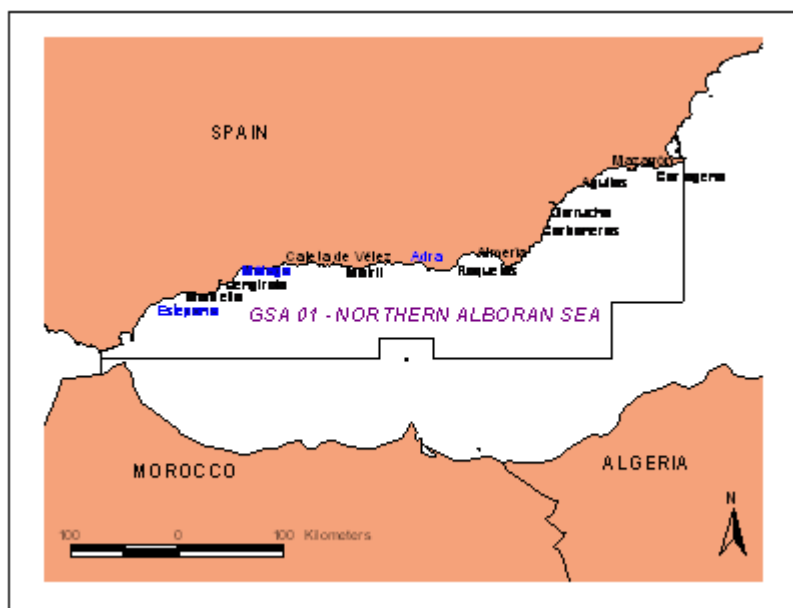 SPAIN
Mazarrón
Cartagena
Aguilas
Garrucha
Carboneras
Almería
Adra
Caleta de Vélez
Motril
Roquetas
Málaga
Fuengirola
Marbella
Estepona
GSA 01 - NORTHERN ALBORAN SEA
MOROCCO
ALGERIA
N
100 0 100 Kilometers